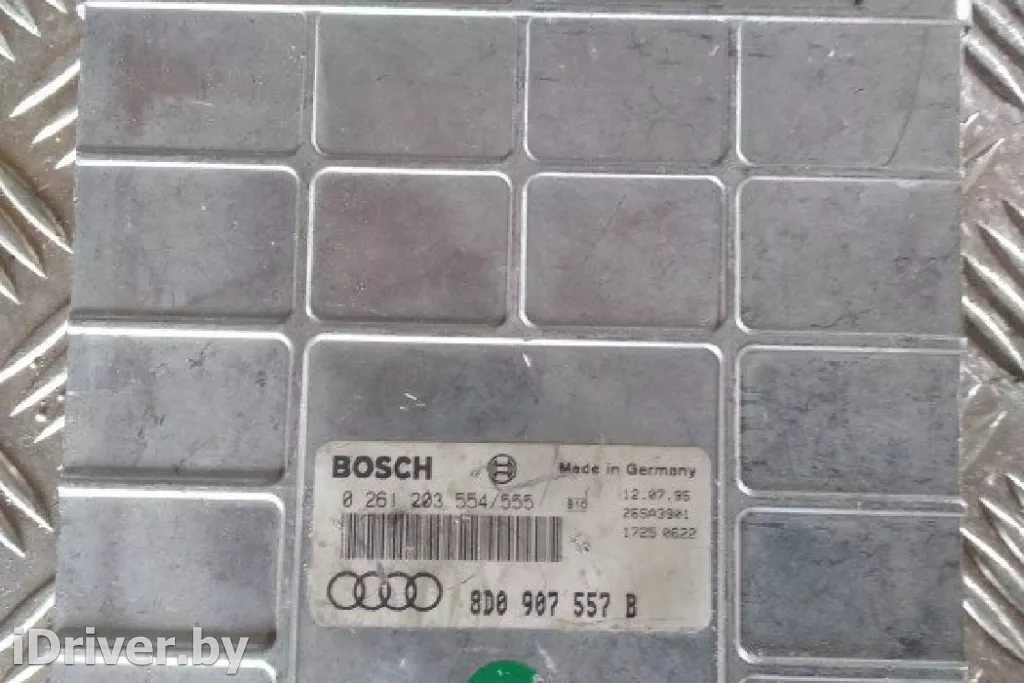 BOSCH
Made in Germany
0 261 203 554/555
12.07.95
265A3901
1725 0622
8D0 907 557 B
iDriver.by